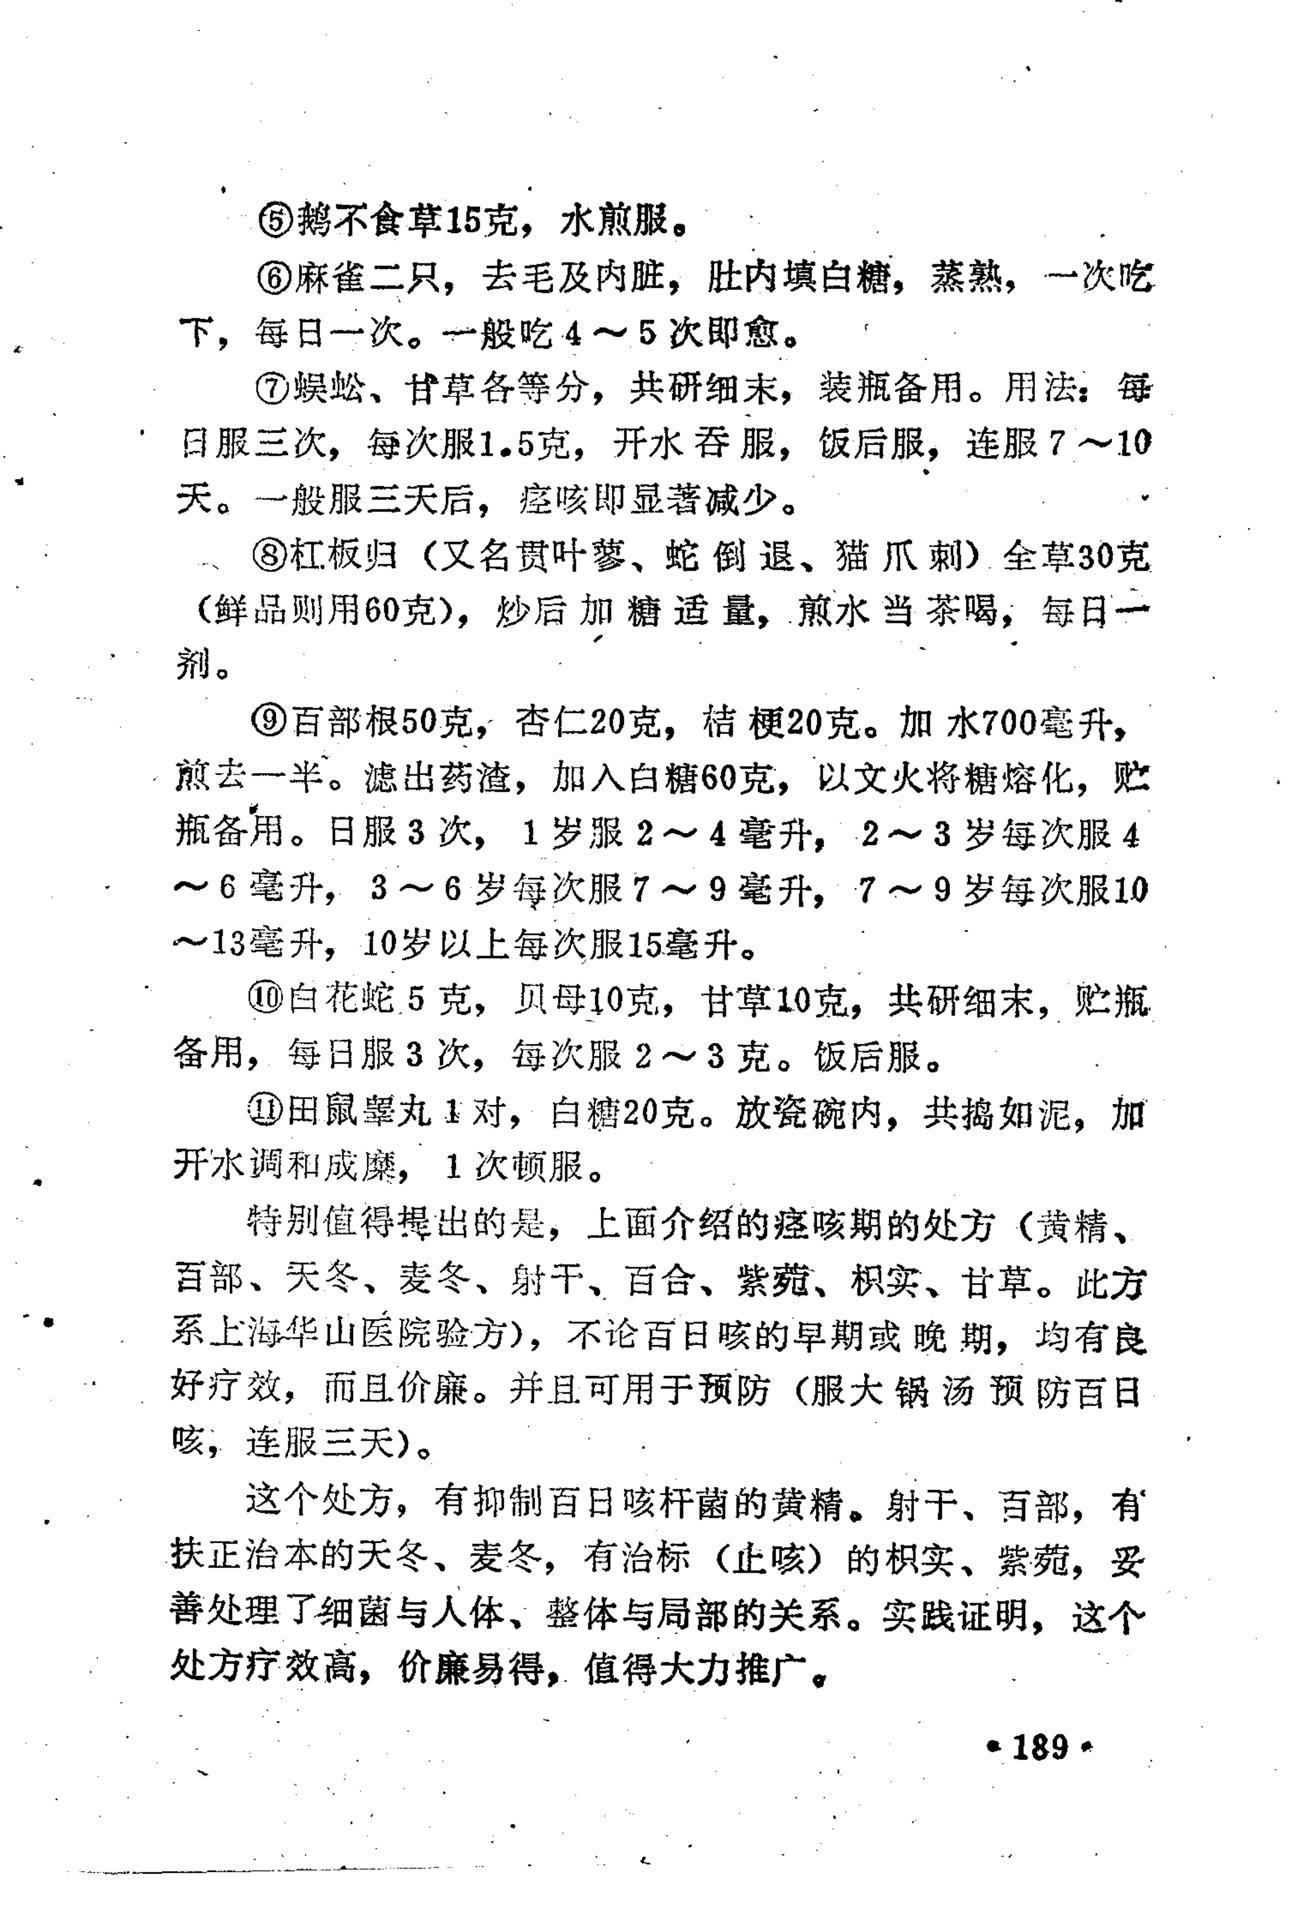 ⑤鹅不食草15克，水煎服。
⑥麻雀二只，去毛及内脏，肚内填白糖，蒸熟，一次吃
下，每日一次。一般吃4～5次即愈。
⑦蜈蚣、甘草各等分，共研细末，装瓶备用。用法：每
日服三次，每次服1.5克，开水吞服，饭后服，连服7～10
天。一般服三天后，痉咳即显著减少。
⑧杠板归（又名贯叶蓼、蛇倒退、猫爪刺）全草30克
（鲜品则用60克），炒后加糖适量，煎水当茶喝，每日一
剂。
⑨百部根50克，杏仁20克，桔梗20克。加水700毫升，
煎去一半。滤出药渣，加入白糖60克，以文火将糖熔化，贮
瓶备用。日服3次，1岁服2～4毫升，2～3岁每次服4
～6毫升，3～6岁每次服7～9毫升，7～9岁每次服10
～13毫升，10岁以上每次服15毫升。
⑩白花蛇5克，贝母10克，甘草10克，共研细末，贮瓶
备用，每日服3次，每次服2～3克。饭后服。
⑪田鼠睾丸1对，白糖20克。放瓷碗内，共捣如泥，加
开水调和成糜，1次顿服。
特别值得提出的是，上面介绍的痉咳期的处方（黄精、
百部、天冬、麦冬、射干、百合、紫菀、枳实、甘草。此方
系上海华山医院验方），不论百日咳的早期或晚期，均有良
好疗效，而且价廉。并且可用于预防（服大锅汤预防百日
咳，连服三天）。
这个处方，有抑制百日咳杆菌的黄精。射干、百部，有
扶正治本的天冬、麦冬，有治标（止咳）的枳实、紫菀，妥
善处理了细菌与人体、整体与局部的关系。实践证明，这个
处方疗效高，价廉易得，值得大力推广。
•189•